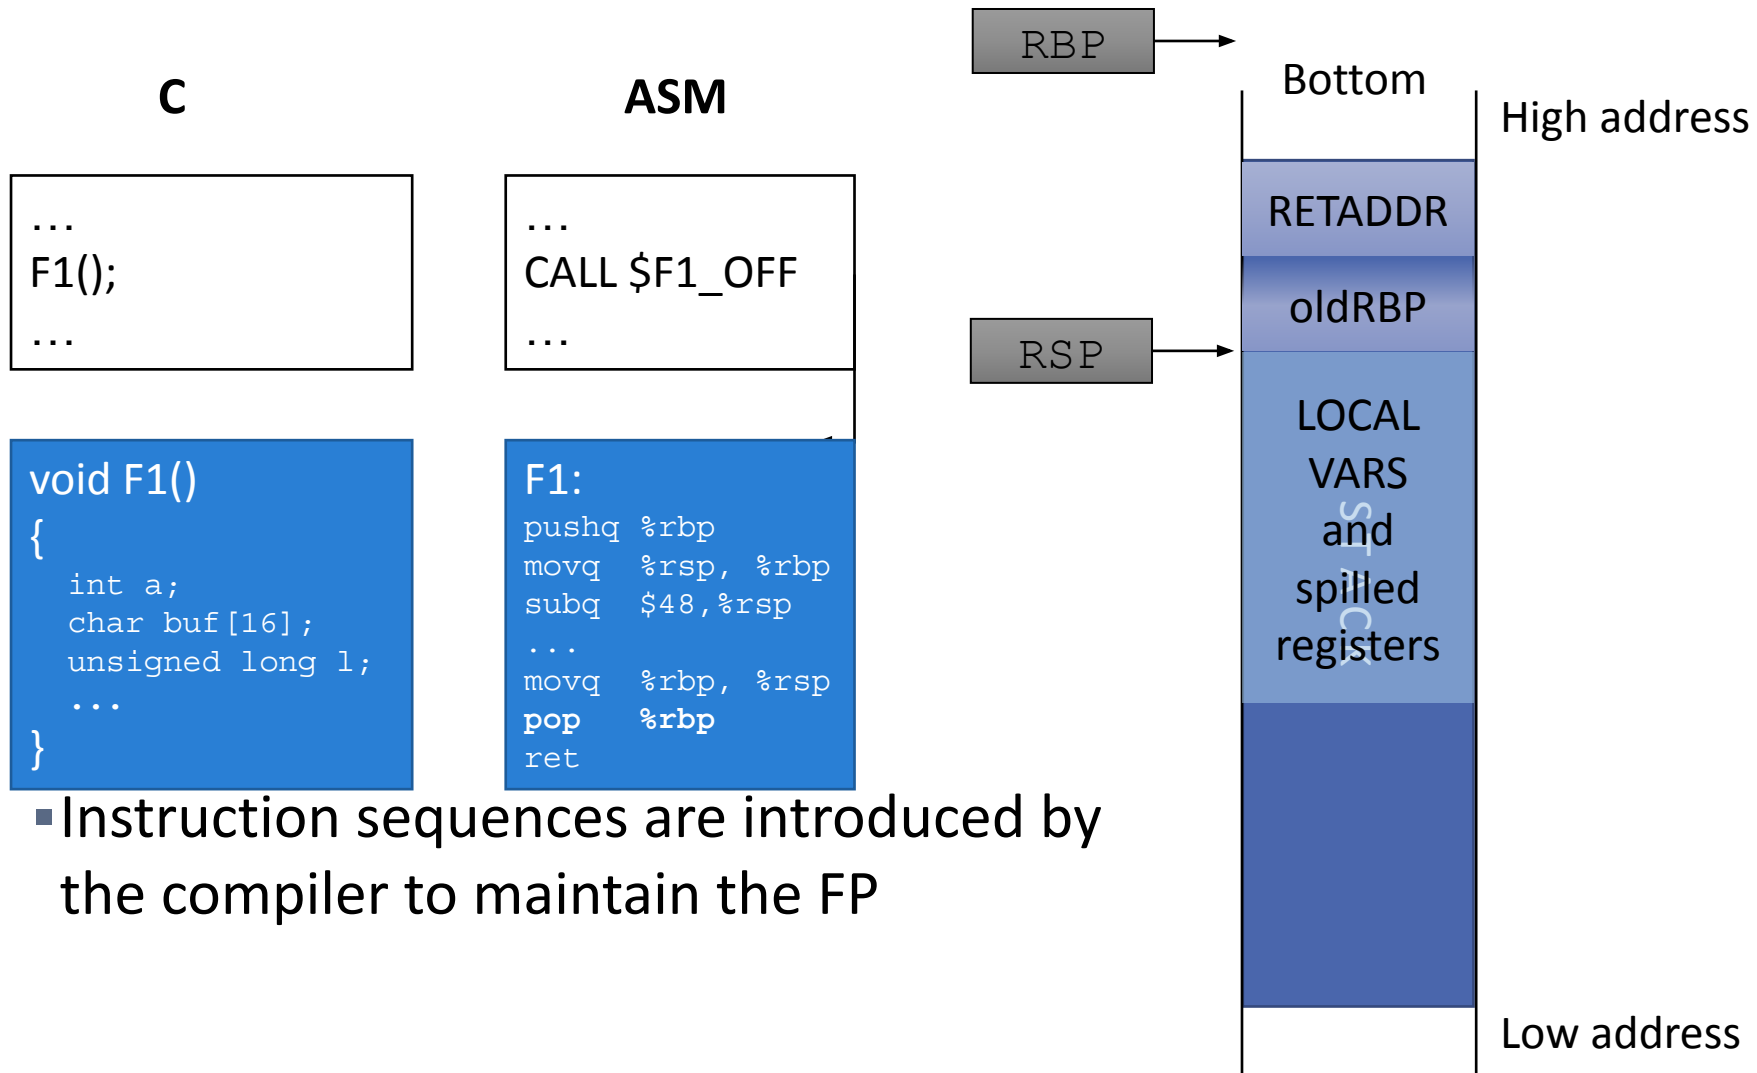 C
…
F1();
…
void F1()
{
int a;
char buf[16];
unsigned long l;
...
}
ASM
…
CALL $F1_OFF
…
F1:
pushq %rbp
movq %rsp, %rbp
subq $48,%rsp
...
movq %rbp, %rsp
pop %rbp
ret
RBP
RSP
Bottom
High address
RETADDR
oldRBP
LOCAL
VARS
and
spilled
registers
STACK
Low address
▪Instruction sequences are introduced by
the compiler to maintain the FP